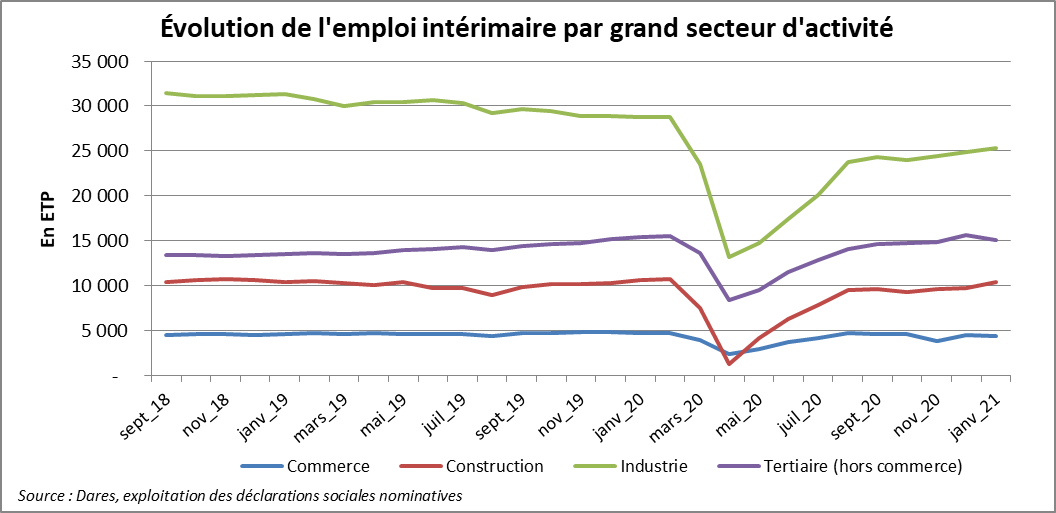 Évolution de l'emploi intérimaire par grand secteur d'activité
En ETP
35 000
30 000
25 000
20 000
15 000
10 000
5 000
-
sept_18
nov_18
janv_19
mars_19
mai_19
juil_19
sept_19
nov_19
janv_20
mars_20
mai_20
juil_20
sept_20
nov_20
janv_21
Commerce Construction Industrie Tertiaire (hors commerce)
Source : Dares, exploitation des déclarations sociales nominatives